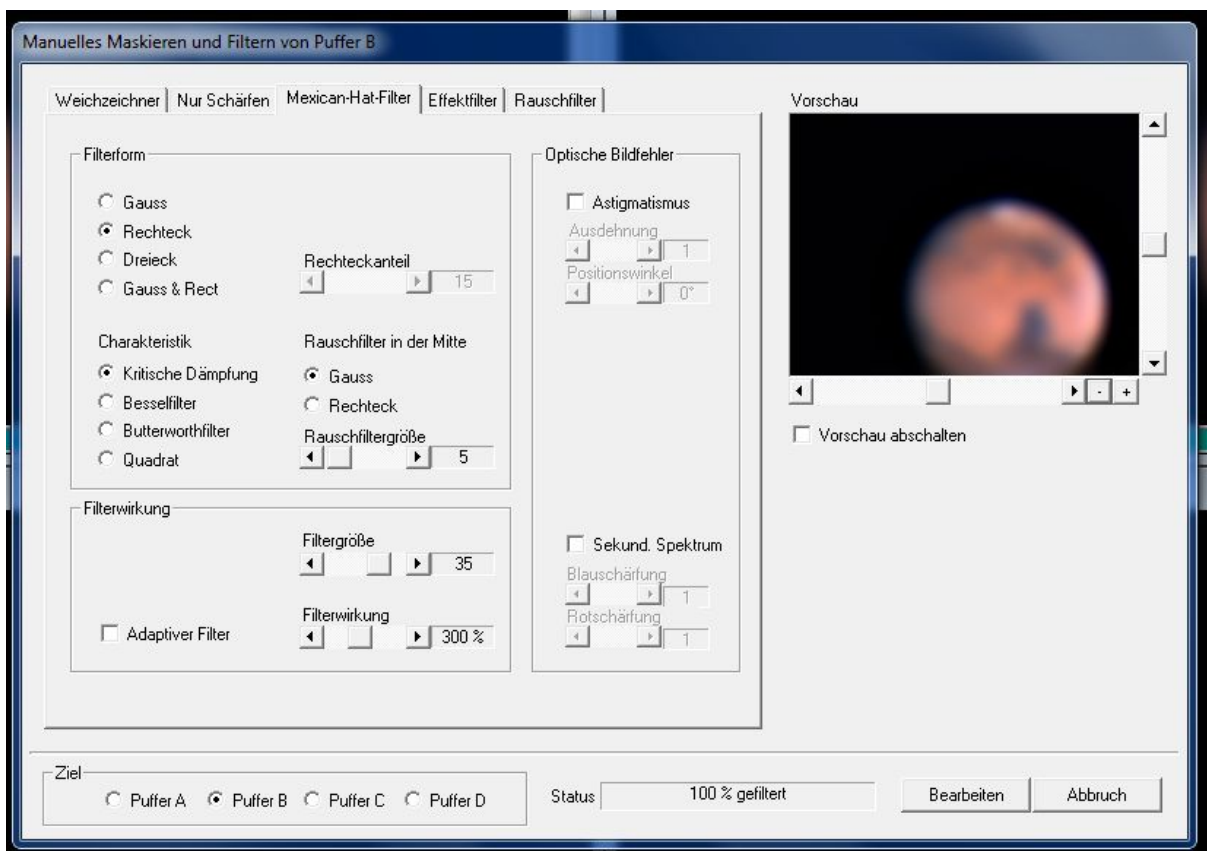 Manuelles Maskieren und Filtern von Puffer B
Weichzeichner Nur Schärfen Mexican-Hat-Filter Effektfilter Rauschfilter
Filterform
Gauss
Rechteck
Dreieck
Gauss & Rect
Rechteckanteil
15
Charakteristik
Kritische Dämpfung
Besselfilter
Butterworthfilter
Quadrat
Rauschfilter in der Mitte
Gauss
Rechteck
Rauschfiltergröße
5
Filterwirkung
Filtergröße
35
Adaptiver Filter
Filterwirkung
300 %
Optische Bildfehler
Astigmatismus
Ausdehnung
1
Positionswinkel
0°
Sekund. Spektrum
Blauschärfung
1
Rotschärfung
1
Vorschau
- +
Vorschau abschalten
Ziel
Puffer A Puffer B Puffer C Puffer D
Status 100 % gefiltert
Bearbeiten Abbruch